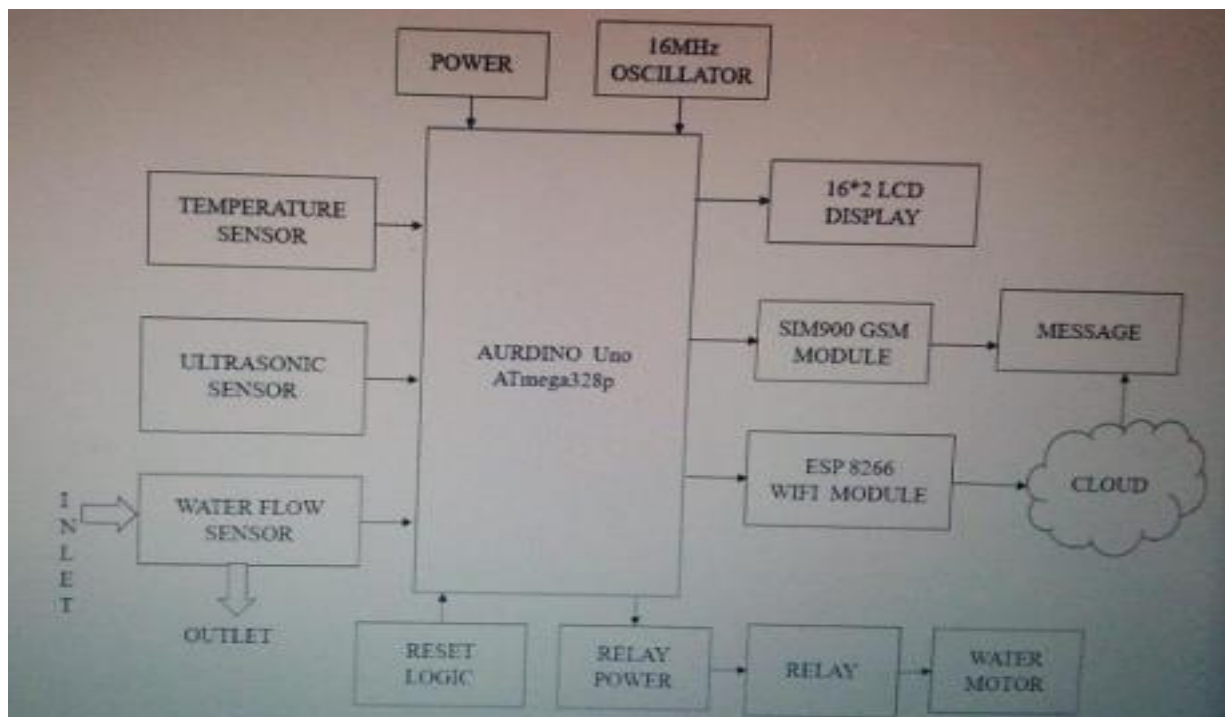 POWER
16MHz
OSCILLATOR
TEMPERATURE
SENSOR
16*2 LCD
DISPLAY
ULTRASONIC
SENSOR
AURDINO Uno
ATmega328p
SIM900 GSM
MODULE
MESSAGE
INLET
WATER FLOW
SENSOR
ESP 8266
WIFI MODULE
CLOUD
OUTLET
RESET
LOGIC
RELAY
POWER
RELAY
WATER
MOTOR